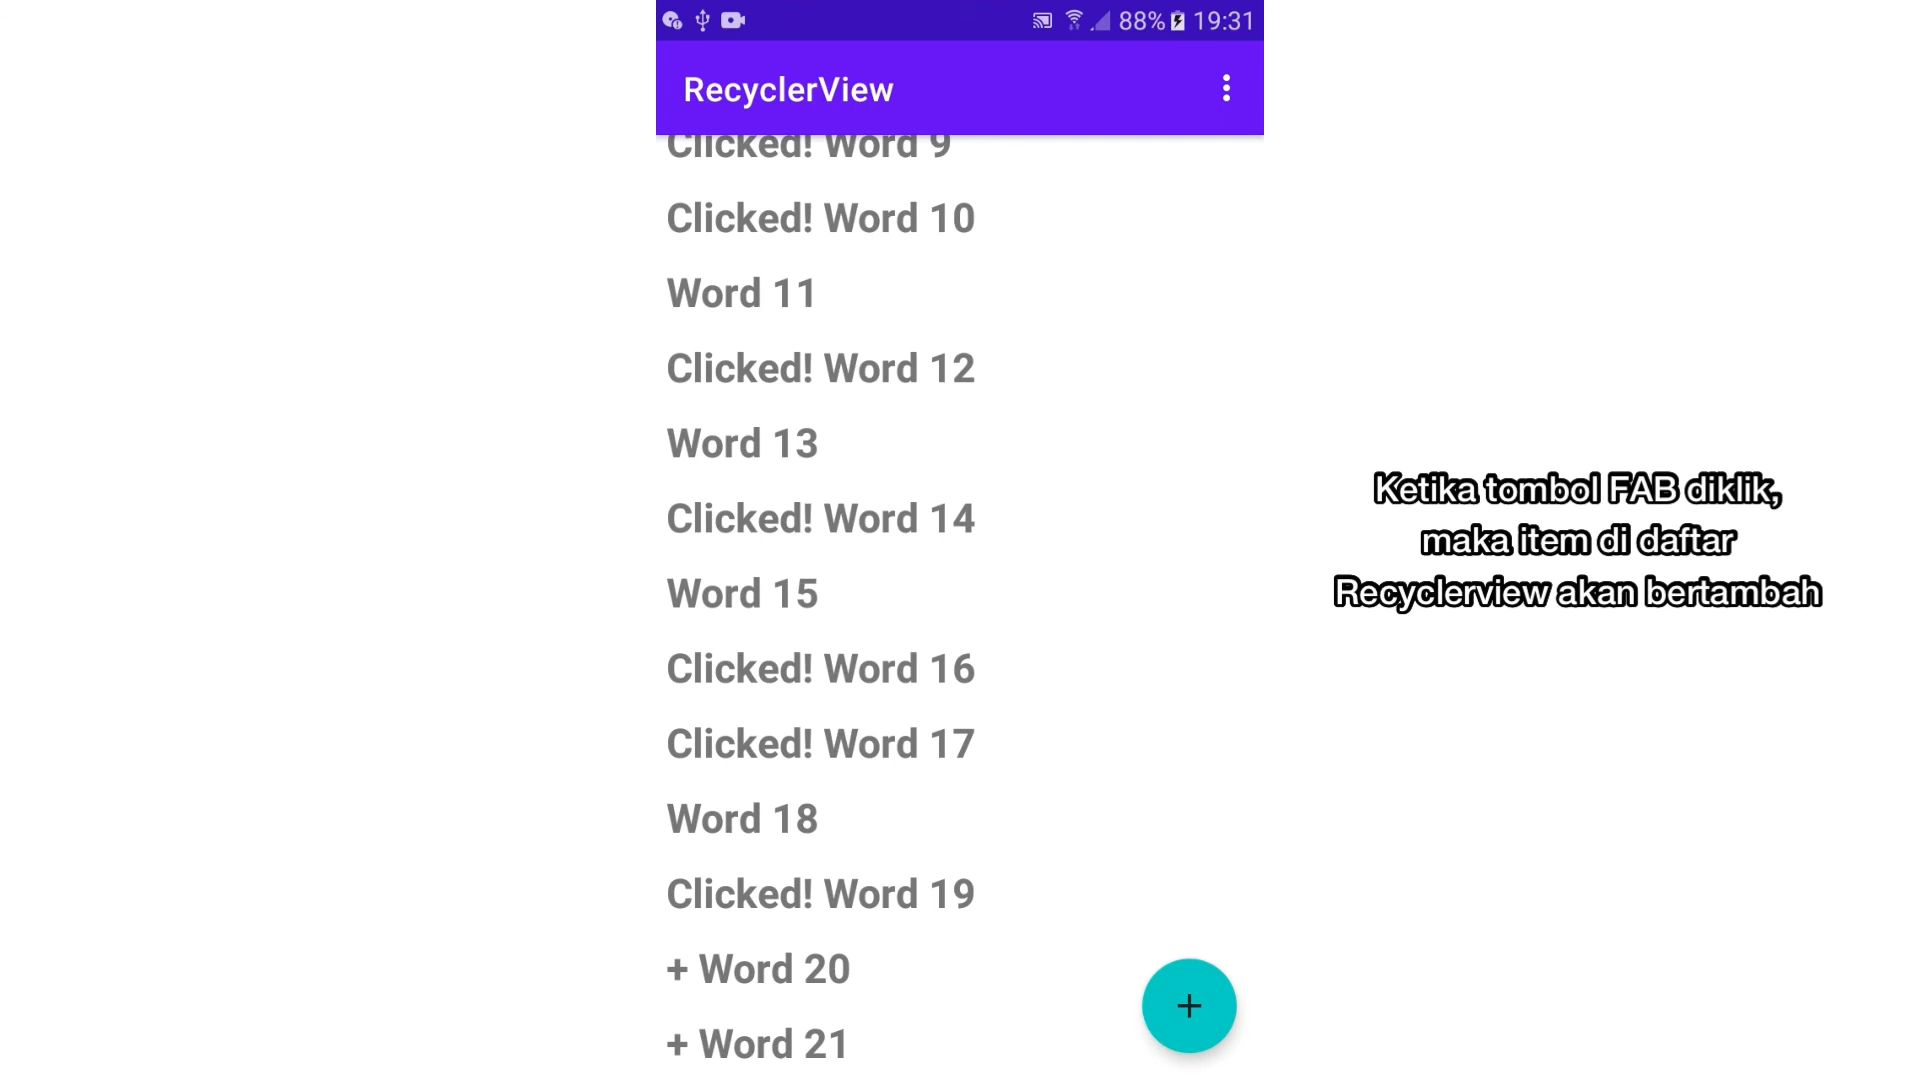 88% 19:31
RecyclerView
Clicked! Word 9
Clicked! Word 10
Word 11
Clicked! Word 12
Word 13
Clicked! Word 14
Word 15
Clicked! Word 16
Clicked! Word 17
Word 18
Clicked! Word 19
+ Word 20
+ Word 21
Ketika tombol FAB diklik,
maka item di daftar
Recyclerview akan bertambah